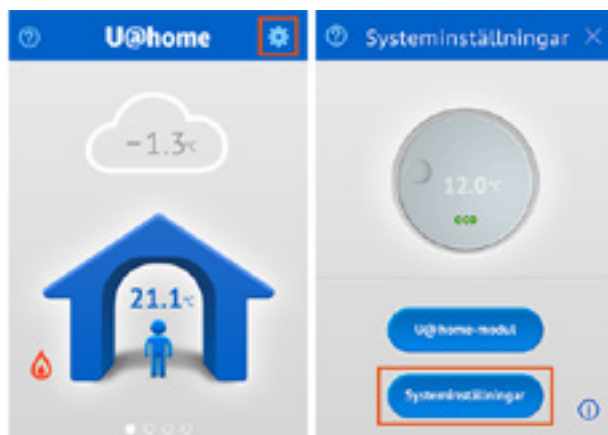 U@home
-1.3°C
21.1°C
Systeminställningar
12.0°C
eco
U@home-modul
Systeminställningar